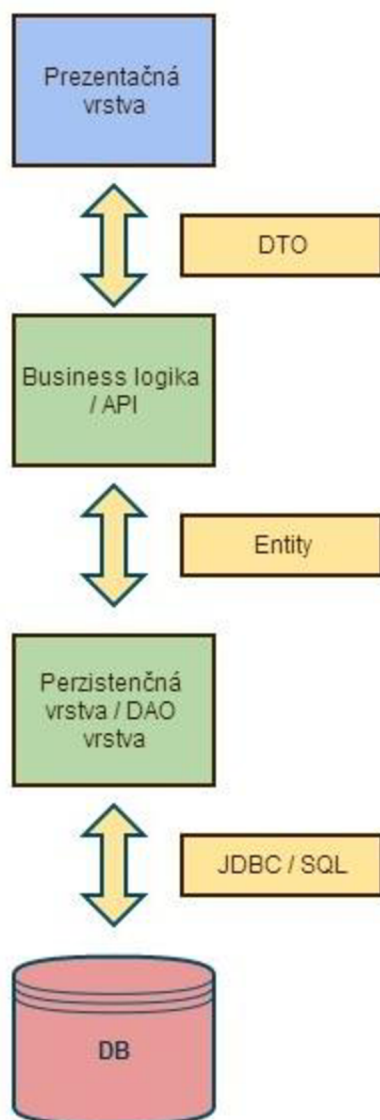 Prezentačná
vrstva
DTO
Business logika
/ API
Entity
Perzistenčná
vrstva / DAO
vrstva
JDBC / SQL
DB